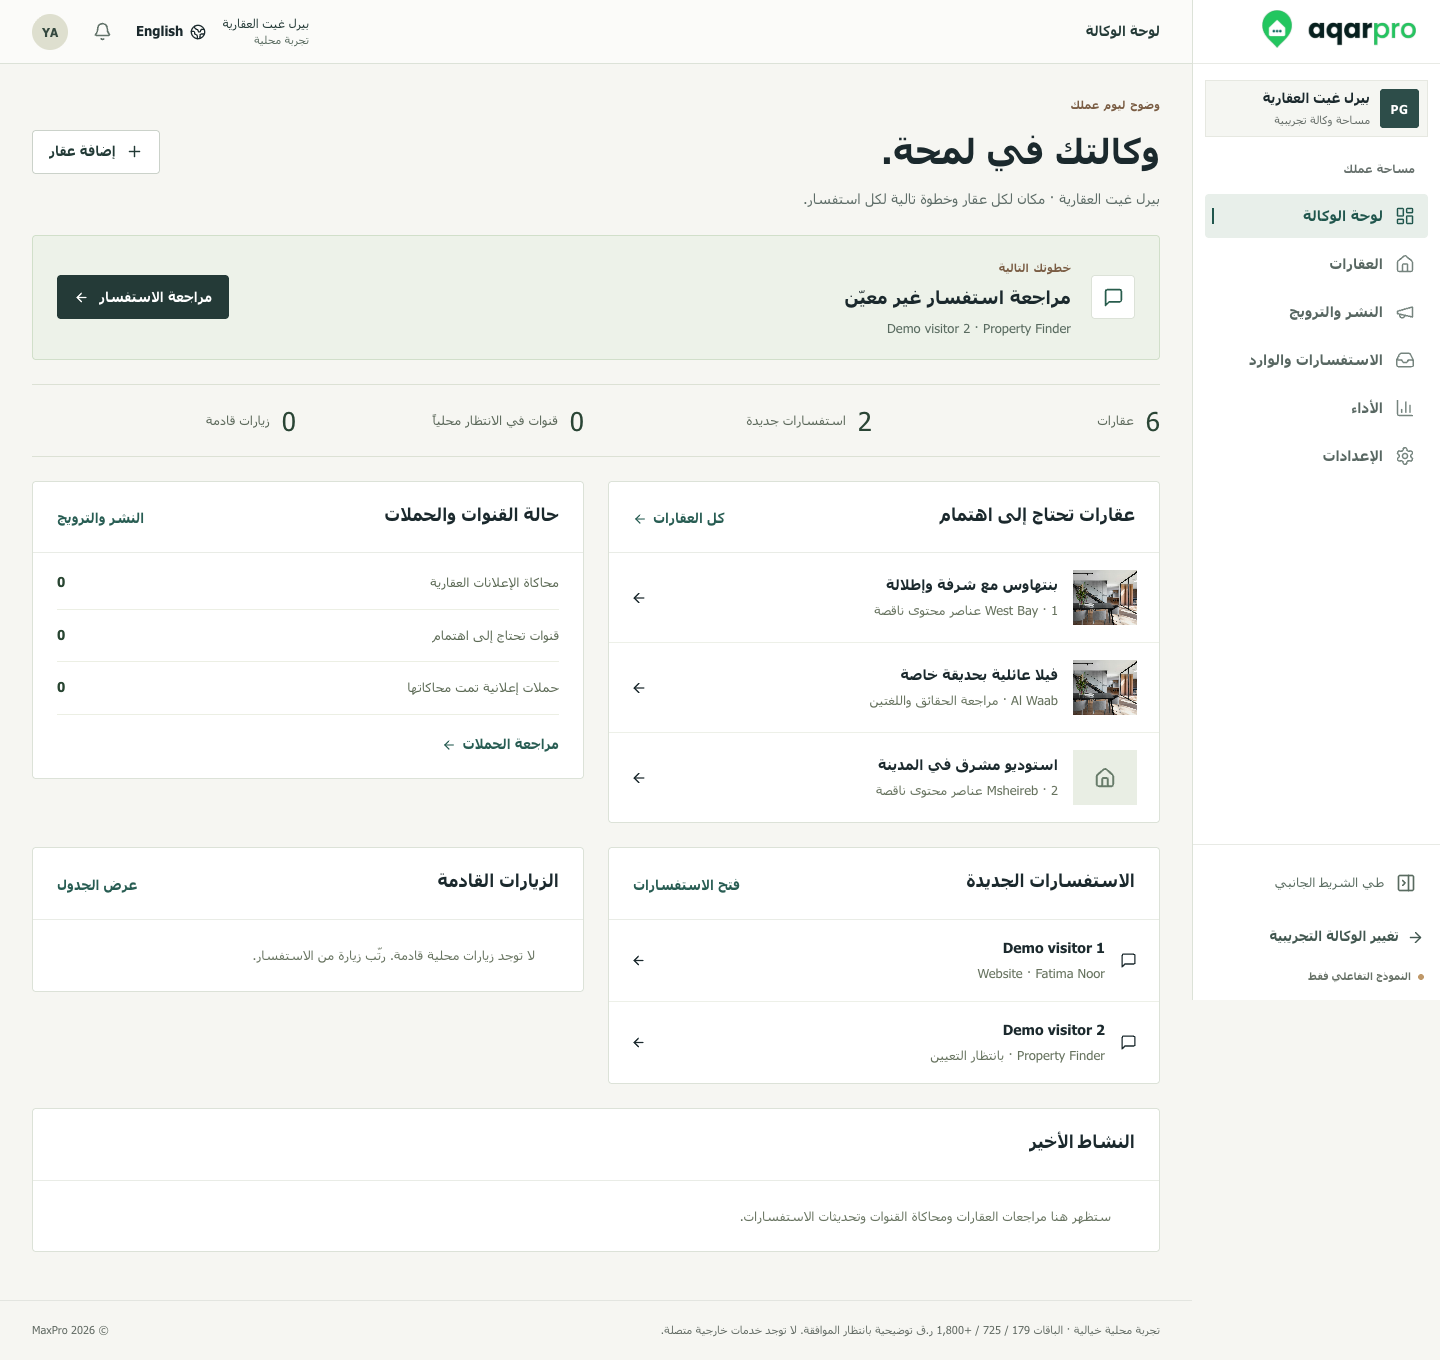 aqarpro
PG
بيرل غيت العقارية
مساحة وكالة تجريبية
مساحة عملك
لوحة الوكالة
العقارات
النشر والترويج
الاستفسارات والوارد
الأداء
الإعدادات
طي الشريط الجانبي
تغيير الوكالة التجريبية
النموذج التفاعلي فقط
لوحة الوكالة
بيرل غيت العقارية
تجربة محلية
English
YA
وضوح ليوم عملك
وكالتك في لمحة.
بيرل غيت العقارية · مكان لكل عقار وخطوة تالية لكل استفسار.
إضافة عقار
خطوتك التالية
مراجعة استفسار غير معيّن
Demo visitor 2 · Property Finder
مراجعة الاستفسار
6 عقارات
2 استفسارات جديدة
0 قنوات في الانتظار محلياً
0 زيارات قادمة
عقارات تحتاج إلى اهتمام
كل العقارات
بنتهاوس مع شرفة وإطلالة
West Bay · 1 عناصر محتوى ناقصة
فيلا عائلية بحديقة خاصة
Al Waab · مراجعة الحقائق واللغتين
استوديو مشرق في المدينة
Msheireb · 2 عناصر محتوى ناقصة
حالة القنوات والحملات
النشر والترويج
محاكاة الإعلانات العقارية 0
قنوات تحتاج إلى اهتمام 0
حملات إعلانية تمت محاكاتها 0
مراجعة الحملات
الاستفسارات الجديدة
فتح الاستفسارات
Demo visitor 1
Website · Fatima Noor
Demo visitor 2
Property Finder · بانتظار التعيين
الزيارات القادمة
عرض الجدول
لا توجد زيارات محلية قادمة. رتّب زيارة من الاستفسار.
النشاط الأخير
ستظهر هنا مراجعات العقارات ومحاكاة القنوات وتحديثات الاستفسارات.
تجربة محلية خيالية · الباقات 179 / 725 / +1,800 ر.ق توضيحية بانتظار الموافقة. لا توجد خدمات خارجية متصلة.
© MaxPro 2026